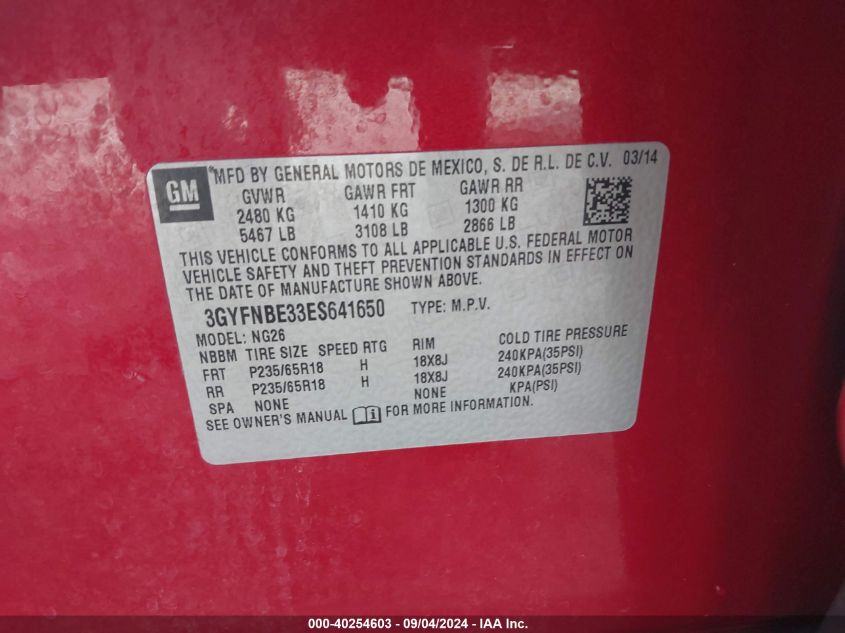 GM
*MFD BY GENERAL MOTORS DE MEXICO, S. DE R.L. DE C.V. 03/14
GVWR GAWR FRT GAWR RR
2480 KG 1410 KG 1300 KG
5467 LB 3108 LB 2866 LB
THIS VEHICLE CONFORMS TO ALL APPLICABLE U.S. FEDERAL MOTOR
VEHICLE SAFETY AND THEFT PREVENTION STANDARDS IN EFFECT ON
THE DATE OF MANUFACTURE SHOWN ABOVE.
3GYFNBE33ES641650 TYPE: M.P.V.
MODEL: NG26
NBBM TIRE SIZE SPEED RTG RIM COLD TIRE PRESSURE
FRT P235/65R18 H 18X8J 240KPA(35PSI)
RR P235/65R18 H 18X8J 240KPA(35PSI)
SPA NONE NONE KPA(PSI)
SEE OWNER'S MANUAL FOR MORE INFORMATION.
000-40254603 - 09/04/2024 - IAA Inc.